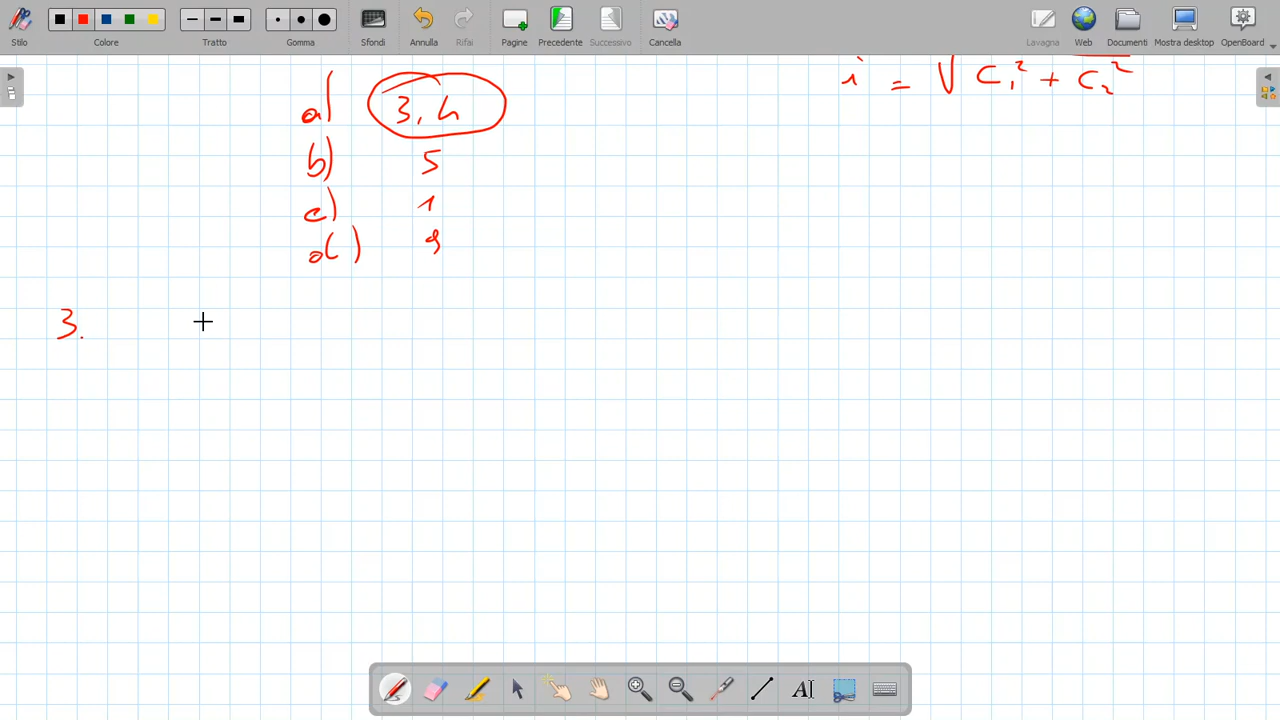 Stilo Colore Tratto Gomma Sfondi Annulla Rifai Pagine Precedente Successivo Cancella Lavagna Web Documenti Mostra desktop OpenBoard
i = √ C₁² + C₂²
a) 3, 4
b) 5
c) 1
d) 9
3.
AI